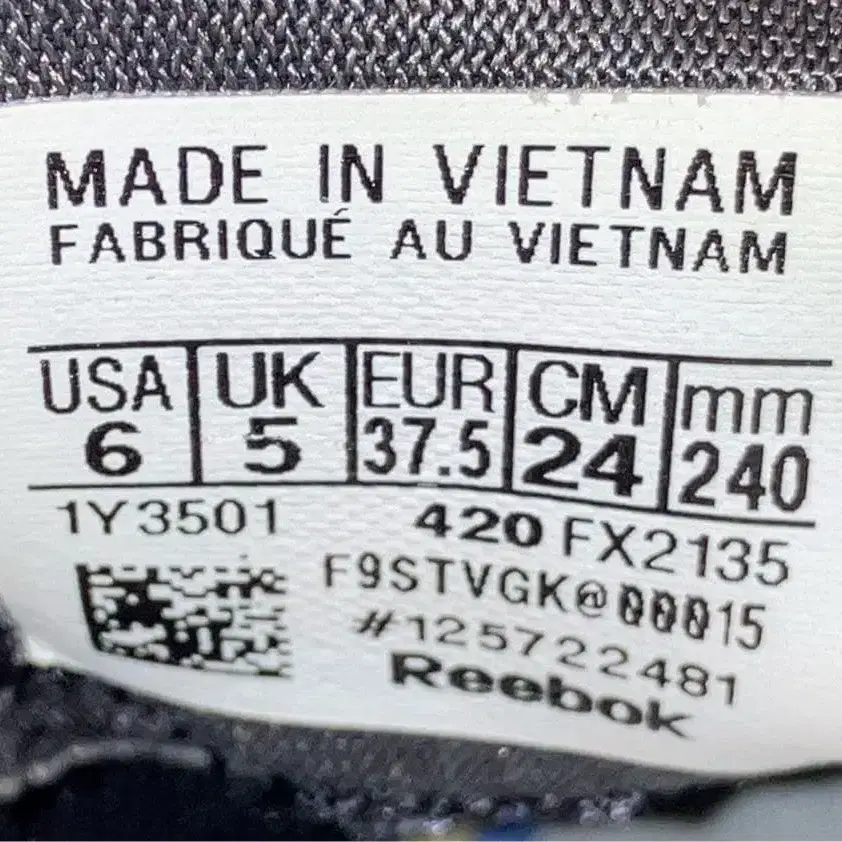 MADE IN VIETNAM
FABRIQUÉ AU VIETNAM
USA UK EUR CM mm
6 5 37.5 24 240
1Y3501 420 FX2135
F9STVGK@00015
#125722481
Reebok